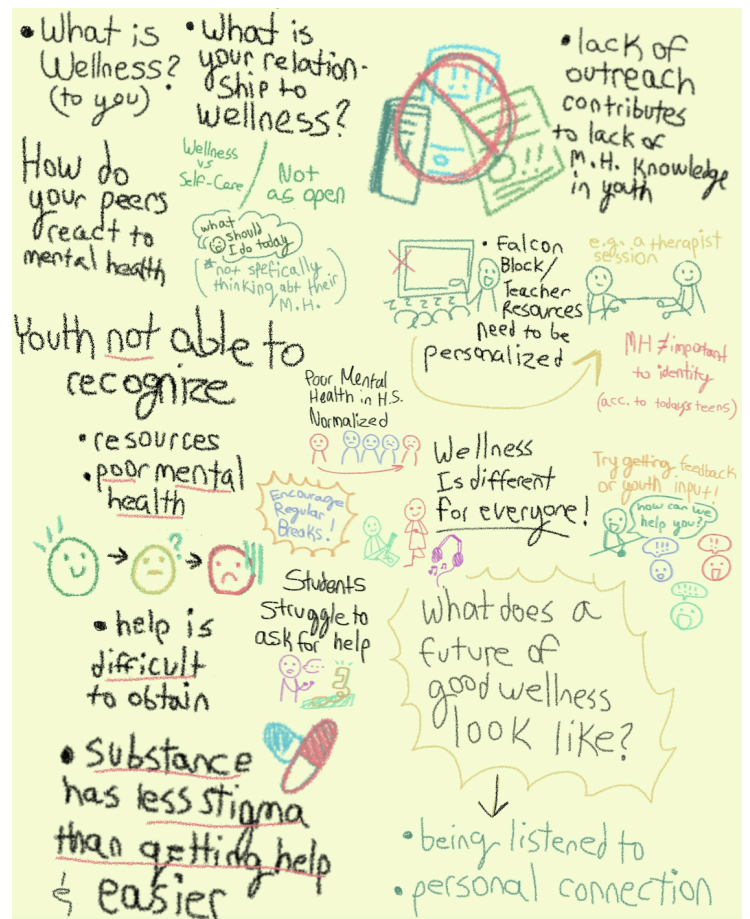 • What is
Wellness?
(to you) •
• What is
your relation-
ship to
wellness?
Wellness
vs
Self-Care
Not
as open
what
should
I do today
(*not spefically
thinking abt their
M.H.)
How do
your peers
react to
mental health
• lack of
outreach
contributes
to lack of
M.H. Knowledge
in youth
z z z z z
• Falcon
Block/
Teacher
Resources
need to be
personalized
e.g. a therapist
session
MH ≠ important
to identity
(acc. to today's teens)
Youth not able to
recognize
• resources
• poor mental
health
?
Poor Mental
Health in H.S.
Normalized
Encourage
Regular
Breaks!
Wellness
Is different
for everyone!
Try getting feedback
or youth input!
how can we
help you?
!!!
!!
!!!
• help is
difficult
to obtain
Students
Struggle to
ask for help
What does a
future of
good wellness
look like?
• being listened to
• personal connection
• substance
has less stigma
than getting help
& easier